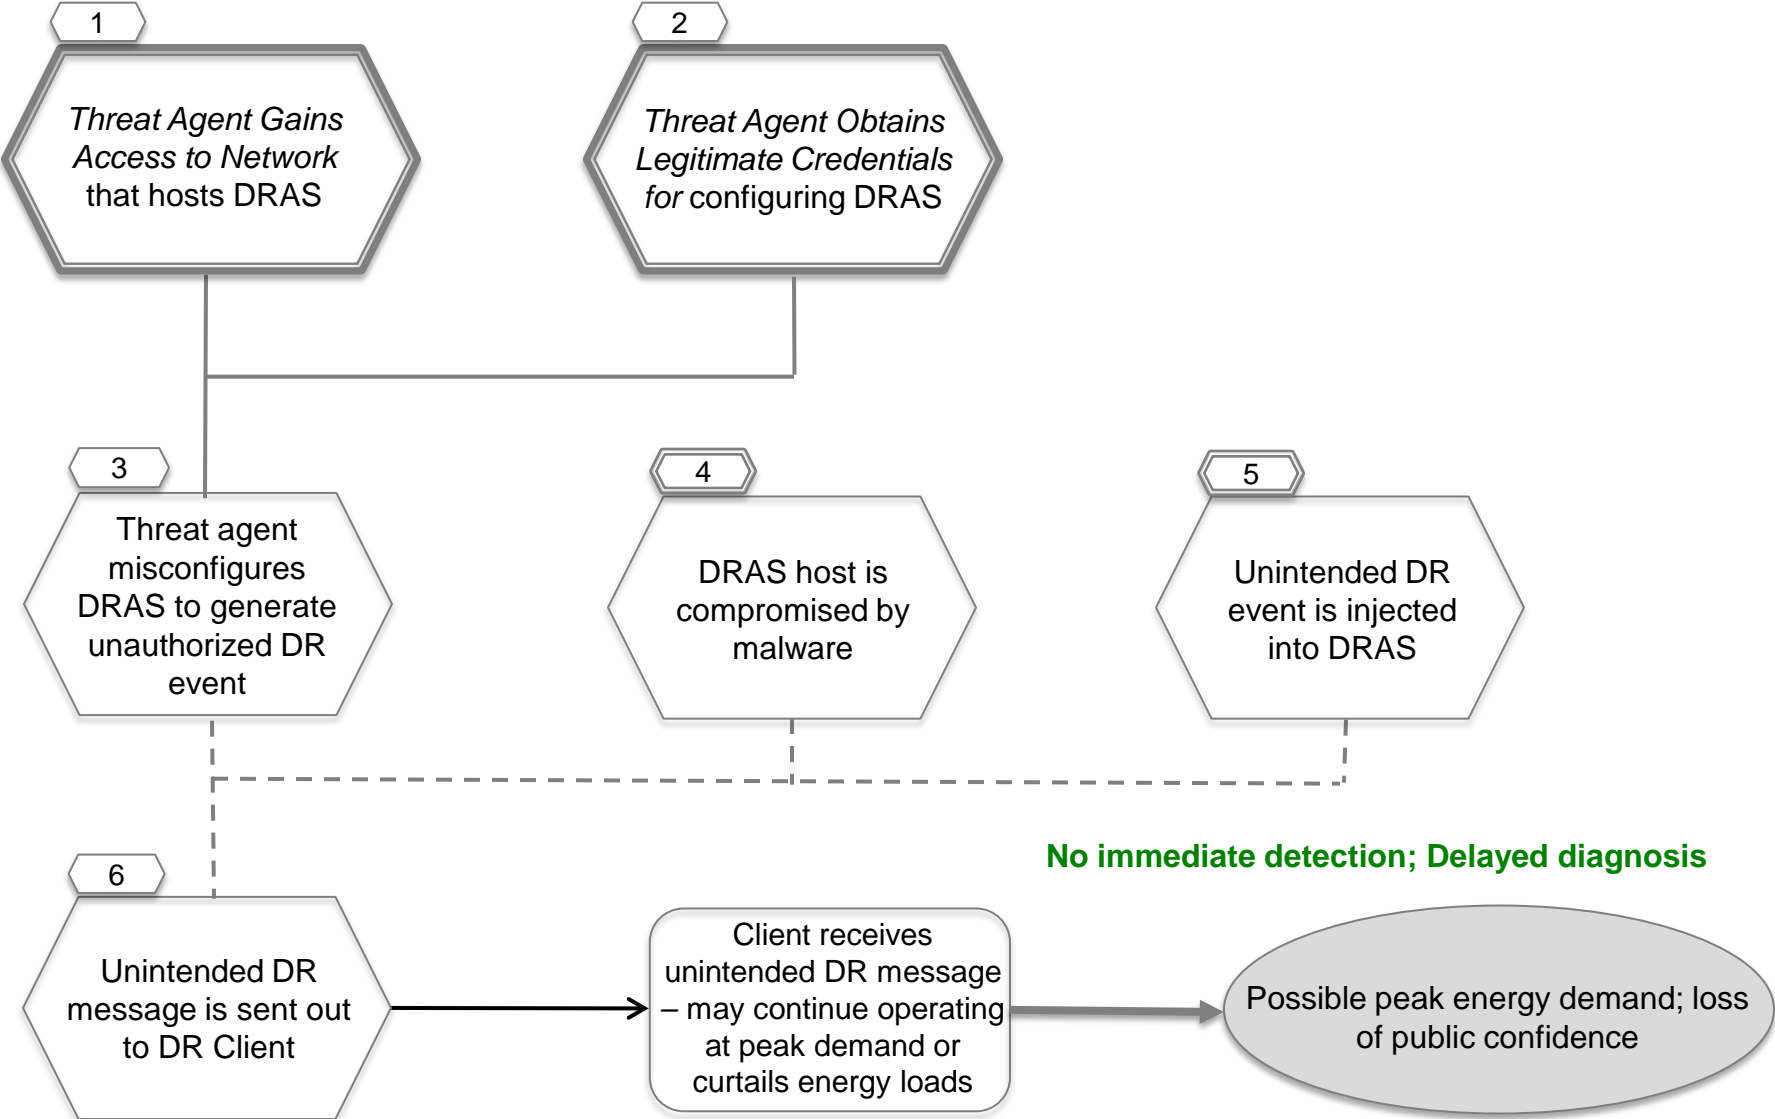 1
Threat Agent Gains
Access to Network
that hosts DRAS
2
Threat Agent Obtains
Legitimate Credentials
for configuring DRAS
3
Threat agent
misconfigures
DRAS to generate
unauthorized DR
event
4
DRAS host is
compromised by
malware
5
Unintended DR
event is injected
into DRAS
No immediate detection; Delayed diagnosis
6
Unintended DR
message is sent out
to DR Client
Client receives
unintended DR message
– may continue operating
at peak demand or
curtails energy loads
Possible peak energy demand; loss
of public confidence